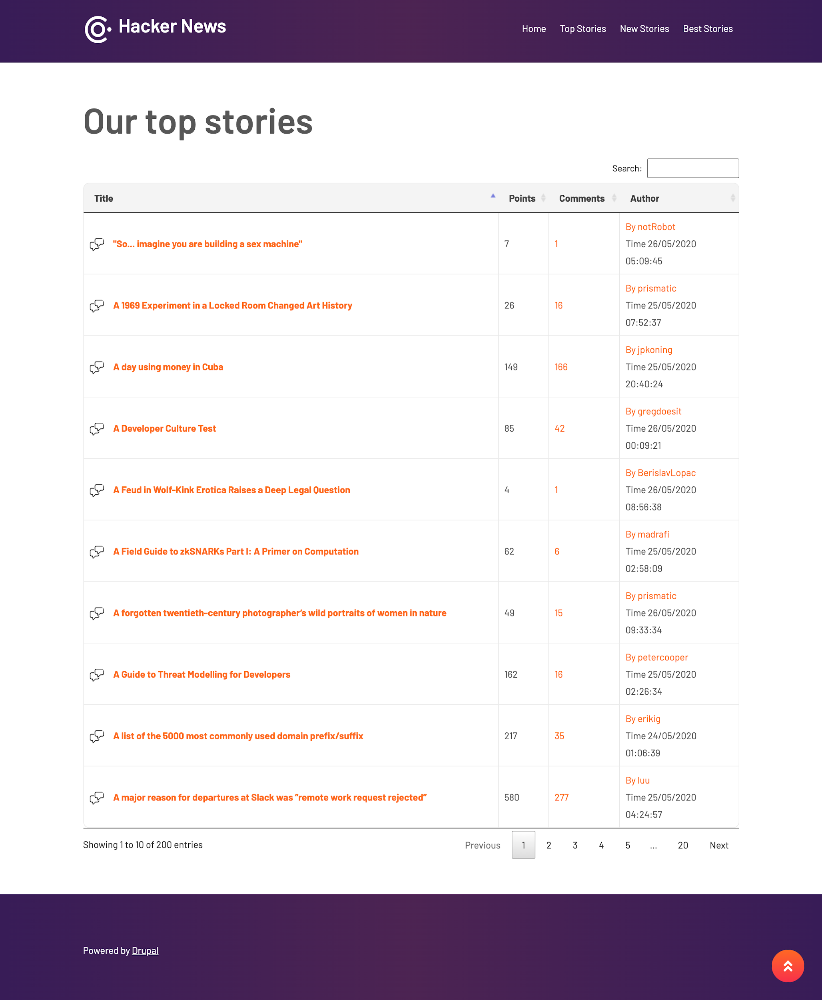 Hacker News
Home Top Stories New Stories Best Stories
Our top stories
Search:
Title Points Comments Author
"So... imagine you are building a sex machine" 7 1 By notRobot
Time 26/05/2020
05:09:45
A 1969 Experiment in a Locked Room Changed Art History 26 16 By prismatic
Time 25/05/2020
07:52:37
A day using money in Cuba 149 166 By jpkoning
Time 25/05/2020
20:40:24
A Developer Culture Test 85 42 By gregdoesit
Time 26/05/2020
00:09:21
A Feud in Wolf-Kink Erotica Raises a Deep Legal Question 4 1 By BerislavLopac
Time 26/05/2020
08:56:38
A Field Guide to zkSNARKs Part I: A Primer on Computation 62 6 By madrafi
Time 25/05/2020
02:58:09
A forgotten twentieth-century photographer’s wild portraits of women in nature 49 15 By prismatic
Time 26/05/2020
09:33:34
A Guide to Threat Modelling for Developers 162 16 By petercooper
Time 25/05/2020
02:26:34
A list of the 5000 most commonly used domain prefix/suffix 217 35 By erikig
Time 24/05/2020
01:06:39
A major reason for departures at Slack was “remote work request rejected” 580 277 By luu
Time 25/05/2020
04:24:57
Showing 1 to 10 of 200 entries Previous 1 2 3 4 5 … 20 Next
Powered by Drupal